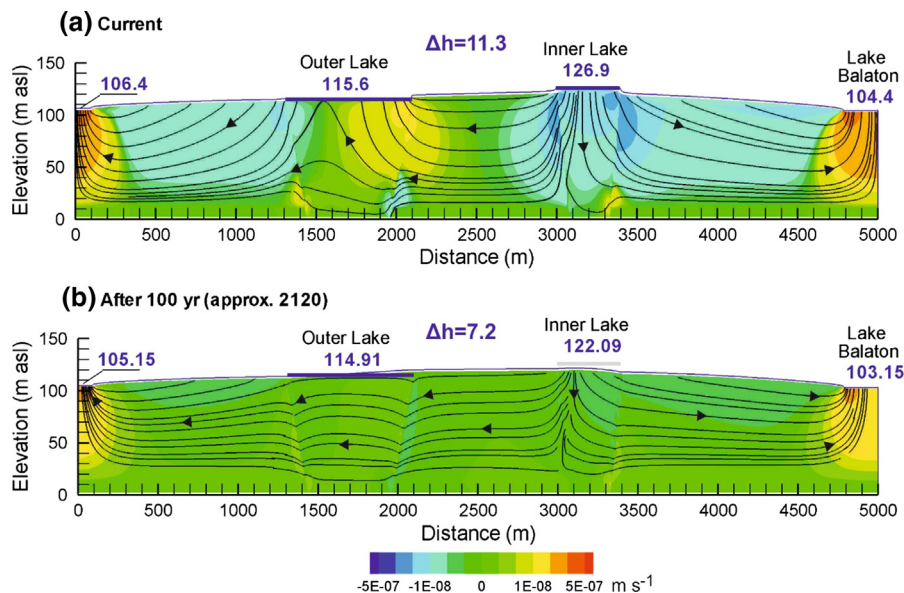 (a) Current
Δh=11.3
Outer Lake
115.6
Inner Lake
126.9
Lake
Balaton
104.4
106.4
Elevation (m asl)
150
100
50
0
0 500 1000 1500 2000 2500 3000 3500 4000 4500 5000
Distance (m)
(b) After 100 yr (approx. 2120)
Δh=7.2
Outer Lake
114.91
Inner Lake
122.09
Lake
Balaton
103.15
105.15
Elevation (m asl)
150
100
50
0
0 500 1000 1500 2000 2500 3000 3500 4000 4500 5000
Distance (m)
-5E-07 -1E-08 0 1E-08 5E-07 m s⁻¹